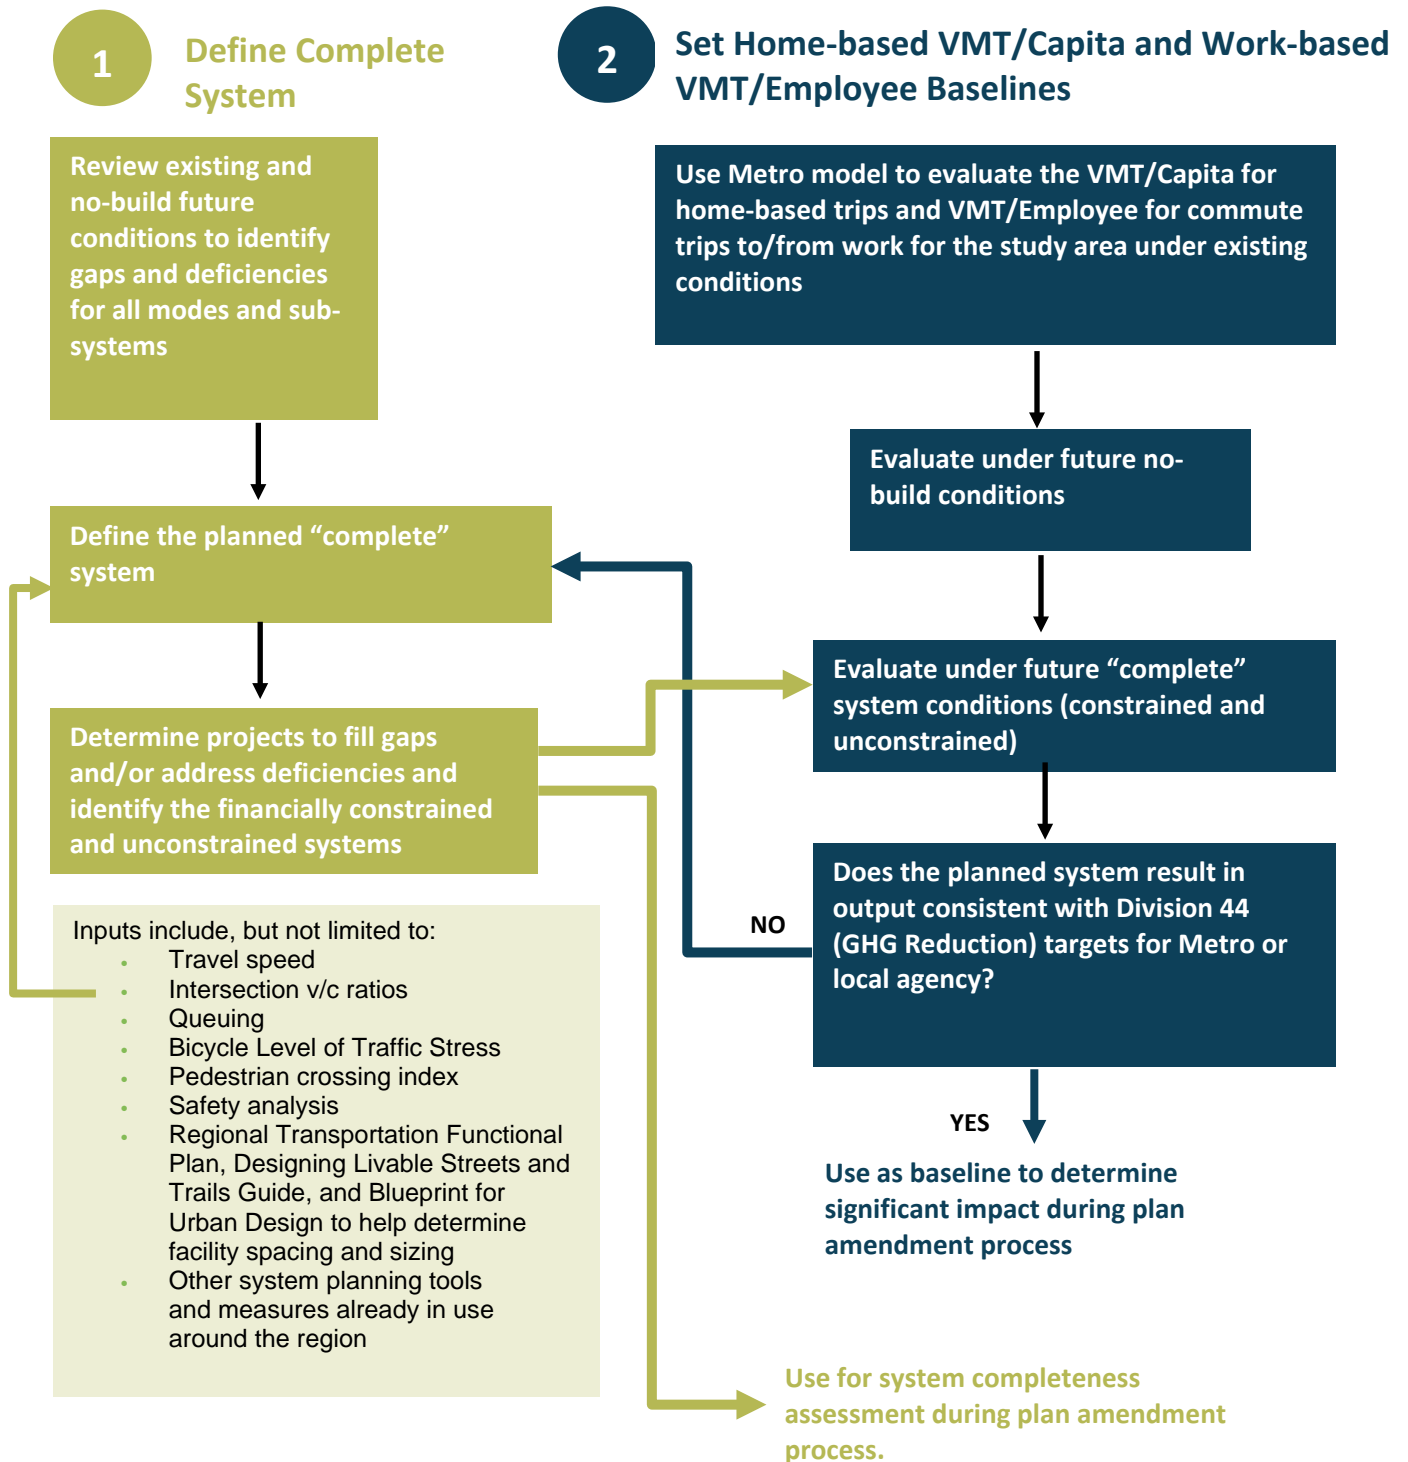 1
Define Complete
System
Review existing and
no-build future
conditions to identify
gaps and deficiencies
for all modes and sub-
systems
Define the planned “complete”
system
Determine projects to fill gaps
and/or address deficiencies and
identify the financially constrained
and unconstrained systems
Inputs include, but not limited to:
• Travel speed
• Intersection v/c ratios
• Queuing
• Bicycle Level of Traffic Stress
• Pedestrian crossing index
• Safety analysis
• Regional Transportation Functional
Plan, Designing Livable Streets and
Trails Guide, and Blueprint for
Urban Design to help determine
facility spacing and sizing
• Other system planning tools
and measures already in use
around the region
2
Set Home-based VMT/Capita and Work-based
VMT/Employee Baselines
Use Metro model to evaluate the VMT/Capita for
home-based trips and VMT/Employee for commute
trips to/from work for the study area under existing
conditions
Evaluate under future no-
build conditions
Evaluate under future “complete”
system conditions (constrained and
unconstrained)
Does the planned system result in
output consistent with Division 44
(GHG Reduction) targets for Metro or
local agency?
NO
YES
Use as baseline to determine
significant impact during plan
amendment process
Use for system completeness
assessment during plan amendment
process.